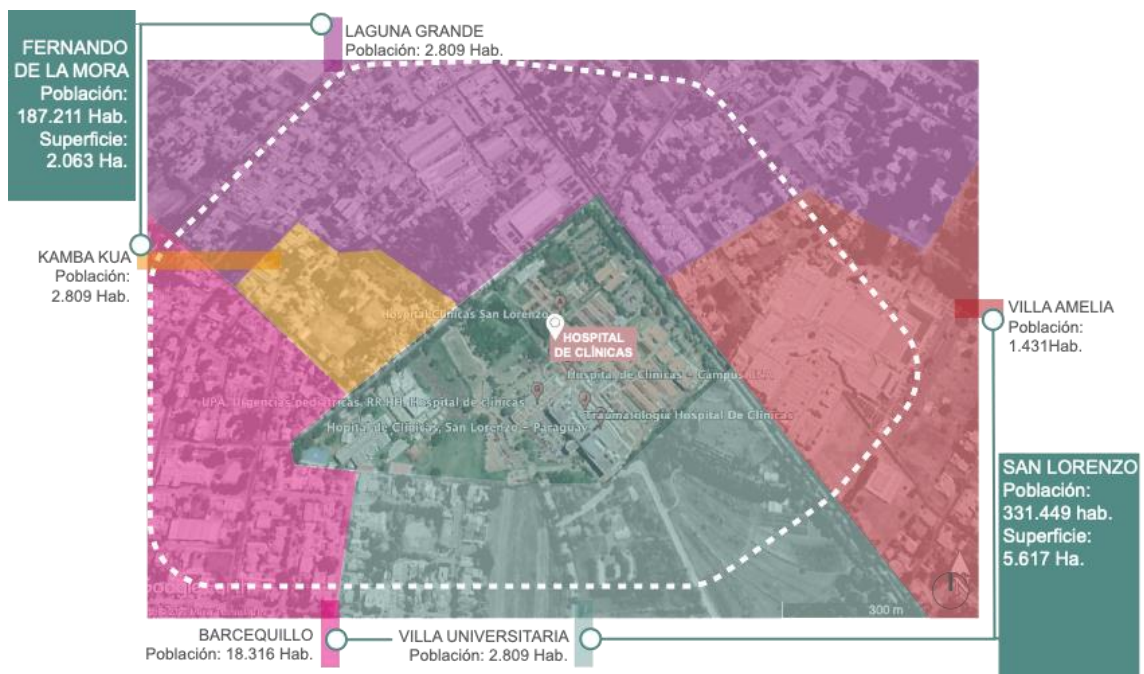 FERNANDO
DE LA MORA
Población:
187.211 Hab.
Superficie:
2.063 Ha.
LAGUNA GRANDE
Población: 2.809 Hab.
KAMBA KUA
Población:
2.809 Hab.
Hospital Clínicas San Lorenzo
HOSPITAL
DE CLÍNICAS
Hospital de Clínicas - Campus UNA
UPA, Urgencias pediátricas, RR.HH, Hospital de clínicas
Traumatología Hospital De Clínicas
Hopital de Clínicas, San Lorenzo - Paraguay
VILLA AMELIA
Población:
1.431Hab.
SAN LORENZO
Población:
331.449 hab.
Superficie:
5.617 Ha.
300 m
BARCEQUILLO
Población: 18.316 Hab.
VILLA UNIVERSITARIA
Población: 2.809 Hab.